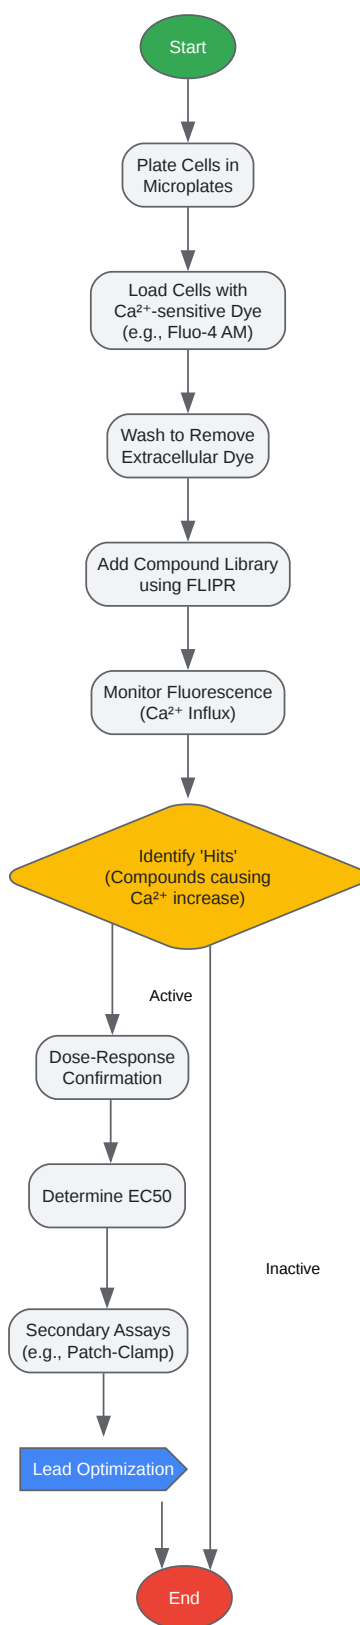 Start
Plate Cells in
Microplates
Load Cells with
Ca²⁺-sensitive Dye
(e.g., Fluo-4 AM)
Wash to Remove
Extracellular Dye
Add Compound Library
using FLIPR
Monitor Fluorescence
(Ca²⁺ Influx)
Identify 'Hits'
(Compounds causing
Ca²⁺ increase)
Active
Dose-Response
Confirmation
Determine EC50
Inactive
Secondary Assays
(e.g., Patch-Clamp)
Lead Optimization
End